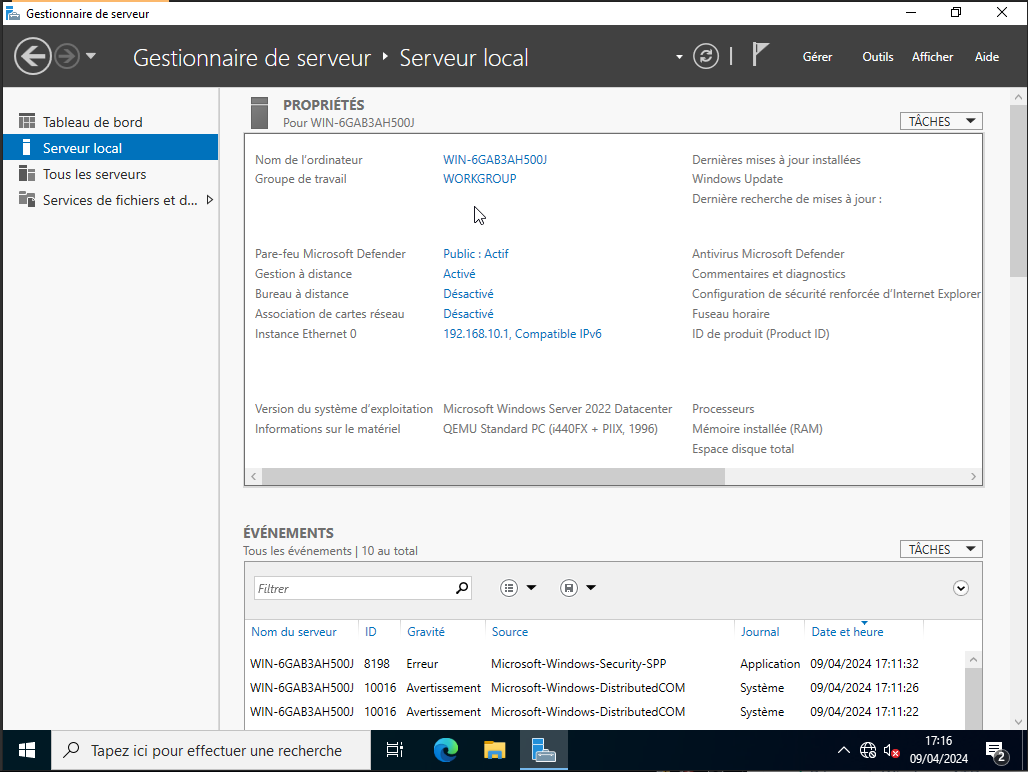 Gestionnaire de serveur
Gestionnaire de serveur ‣ Serveur local
Gérer Outils Afficher Aide
Tableau de bord
Serveur local
Tous les serveurs
Services de fichiers et d...
PROPRIÉTÉS
Pour WIN-6GAB3AH500J
TÂCHES
Nom de l'ordinateur WIN-6GAB3AH500J Dernières mises à jour installées
Groupe de travail WORKGROUP Windows Update
Dernière recherche de mises à jour :
Pare-feu Microsoft Defender Public : Actif Antivirus Microsoft Defender
Gestion à distance Activé Commentaires et diagnostics
Bureau à distance Désactivé Configuration de sécurité renforcée d'Internet Explorer
Association de cartes réseau Désactivé Fuseau horaire
Instance Ethernet 0 192.168.10.1, Compatible IPv6 ID de produit (Product ID)
Version du système d'exploitation Microsoft Windows Server 2022 Datacenter Processeurs
Informations sur le matériel QEMU Standard PC (i440FX + PIIX, 1996) Mémoire installée (RAM)
Espace disque total
ÉVÉNEMENTS
Tous les événements | 10 au total
TÂCHES
Filtrer
Nom du serveur ID Gravité Source Journal Date et heure
WIN-6GAB3AH500J 8198 Erreur Microsoft-Windows-Security-SPP Application 09/04/2024 17:11:32
WIN-6GAB3AH500J 10016 Avertissement Microsoft-Windows-DistributedCOM Système 09/04/2024 17:11:26
WIN-6GAB3AH500J 10016 Avertissement Microsoft-Windows-DistributedCOM Système 09/04/2024 17:11:22
Tapez ici pour effectuer une recherche
17:16
09/04/2024
2